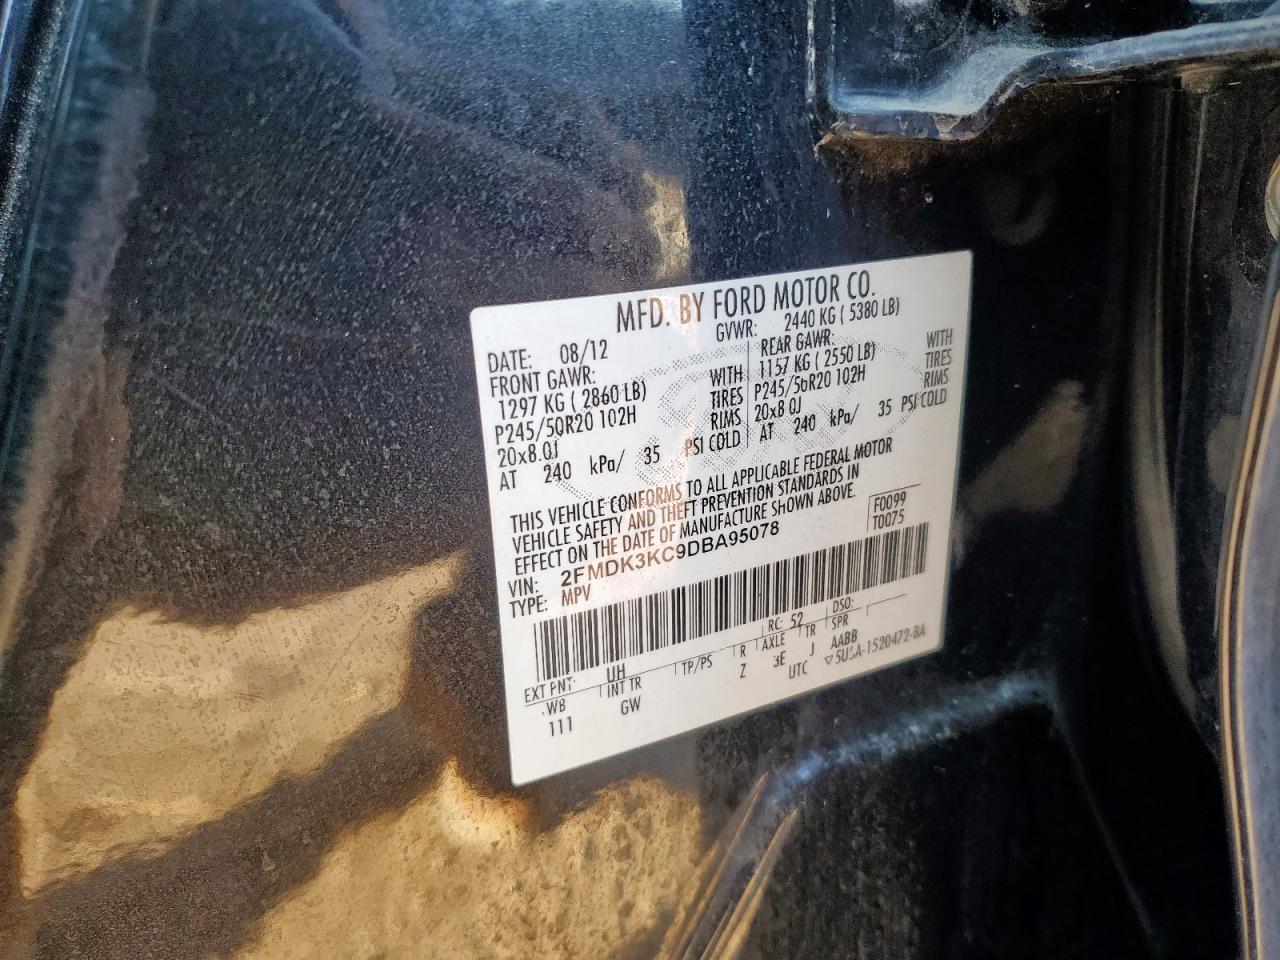 MFD. BY FORD MOTOR CO.
DATE: 08/12 GVWR: 2440 KG ( 5380 LB)
FRONT GAWR: REAR GAWR:
1297 KG ( 2860 LB) WITH 1157 KG ( 2550 LB) WITH
P245/50R20 102H TIRES P245/50R20 102H TIRES
20x8.0J RIMS 20x8.0J RIMS
AT 240 kPa/ 35 PSI COLD AT 240 kPa/ 35 PSI COLD
THIS VEHICLE CONFORMS TO ALL APPLICABLE FEDERAL MOTOR
VEHICLE SAFETY AND THEFT PREVENTION STANDARDS IN
EFFECT ON THE DATE OF MANUFACTURE SHOWN ABOVE.
F0099
T0075
VIN: 2FMDK3KC9DBA95078
TYPE: MPV
EXT PNT: UH RC: 52 DSO:
WB INT TR TP/PS R AXLE TR SPR
111 GW Z 3E J AABB
UTC ▽5U5A-1520472-BA